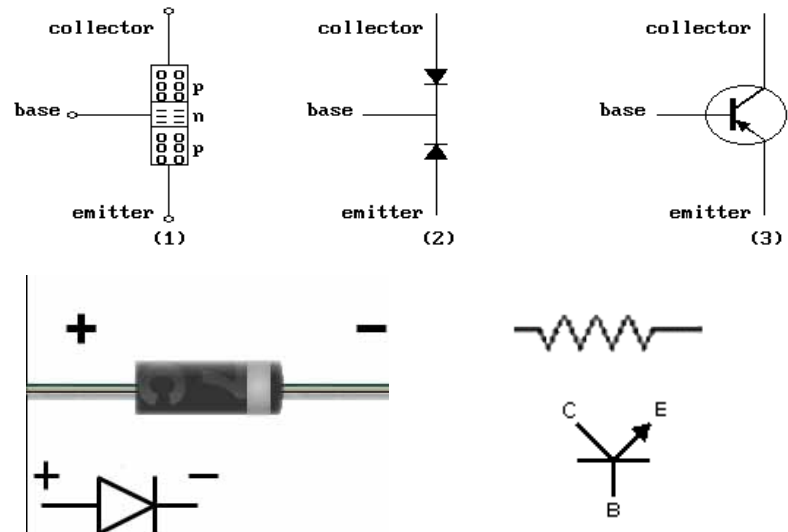 collector collector collector
p
base n base base
p
emitter emitter emitter
(1) (2) (3)
+ −
C E
+ −
B